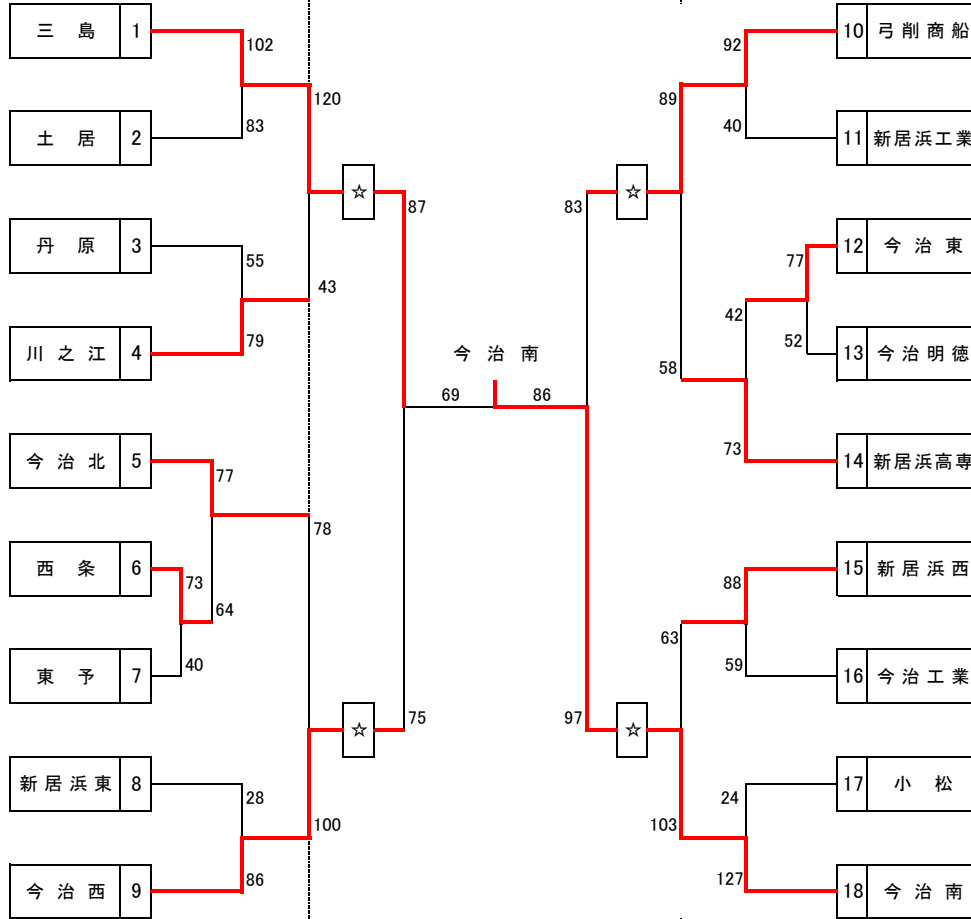 三島 1 10 弓削商船
102 92
120 89
83 40
土居 2 11 新居浜工業
☆ ☆
87 83
丹原 3 12 今治東
55 77
43 42
79 52
川之江 4 今治南 13 今治明徳
58
69 86
73
今治北 5 14 新居浜高専
77
78
西条 6 15 新居浜西
73 88
64 63
40 59
東予 7 16 今治工業
75 97
☆ ☆
新居浜東 8 17 小松
28 24
100 103
86 127
今治西 9 18 今治南